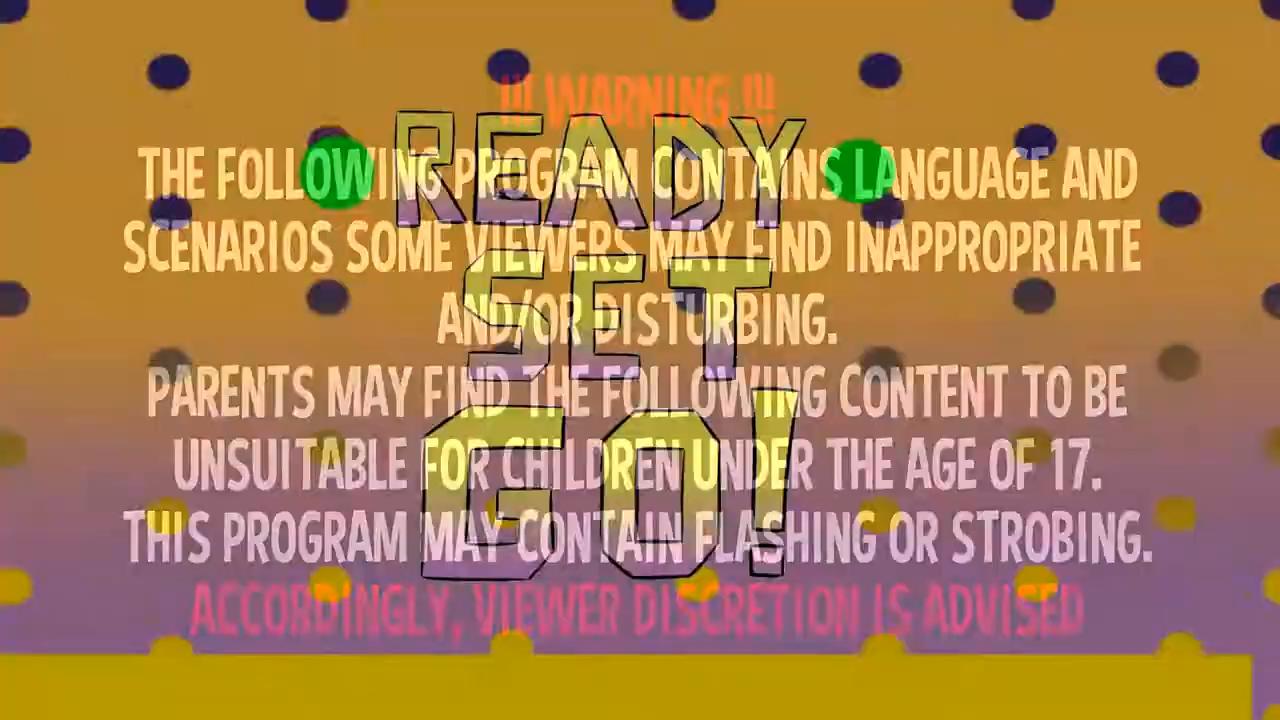 !!! WARNING !!!
THE FOLLOWING PROGRAM CONTAINS LANGUAGE AND
SCENARIOS SOME VIEWERS MAY FIND INAPPROPRIATE
AND/OR DISTURBING.
PARENTS MAY FIND THE FOLLOWING CONTENT TO BE
UNSUITABLE FOR CHILDREN UNDER THE AGE OF 17.
THIS PROGRAM MAY CONTAIN FLASHING OR STROBING.
ACCORDINGLY, VIEWER DISCRETION IS ADVISED
READY
SET
GO!